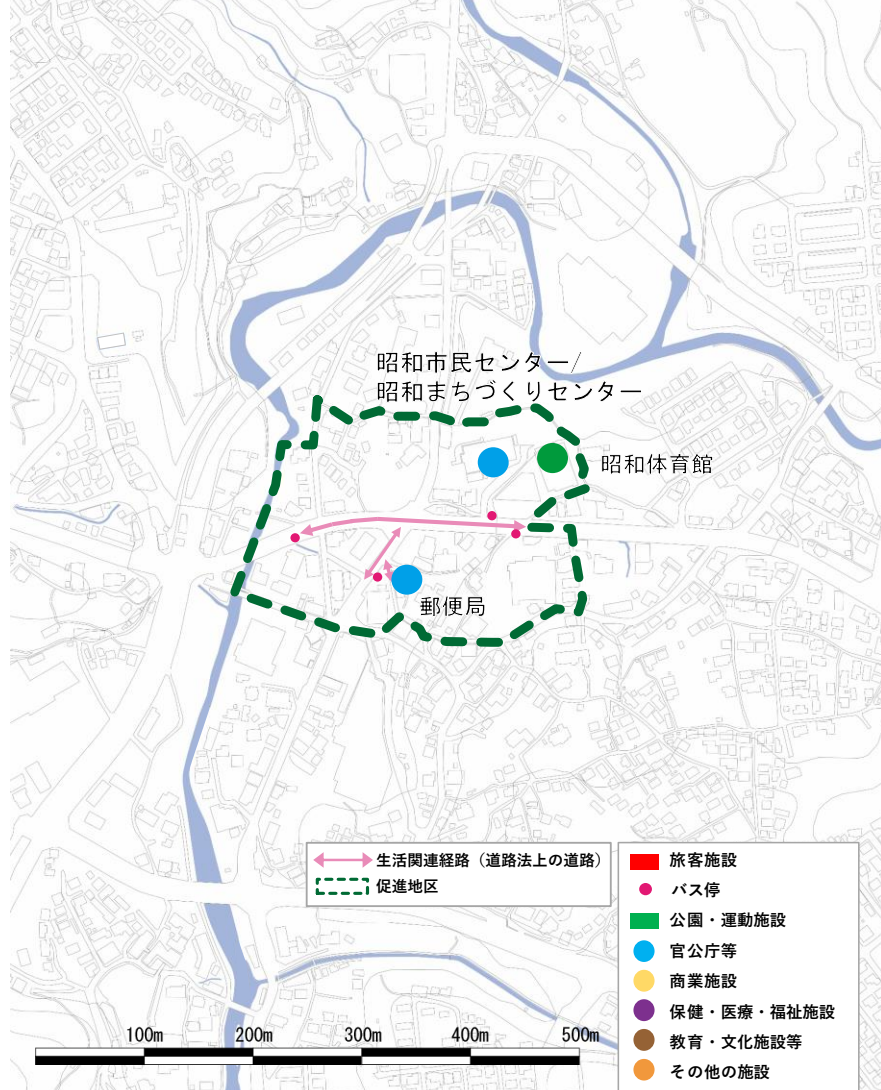 昭和市民センター/
昭和まちづくりセンター
昭和体育館
郵便局
生活関連経路（道路法上の道路）
促進地区
旅客施設
バス停
公園・運動施設
官公庁等
商業施設
保健・医療・福祉施設
教育・文化施設等
その他の施設
100m 200m 300m 400m 500m